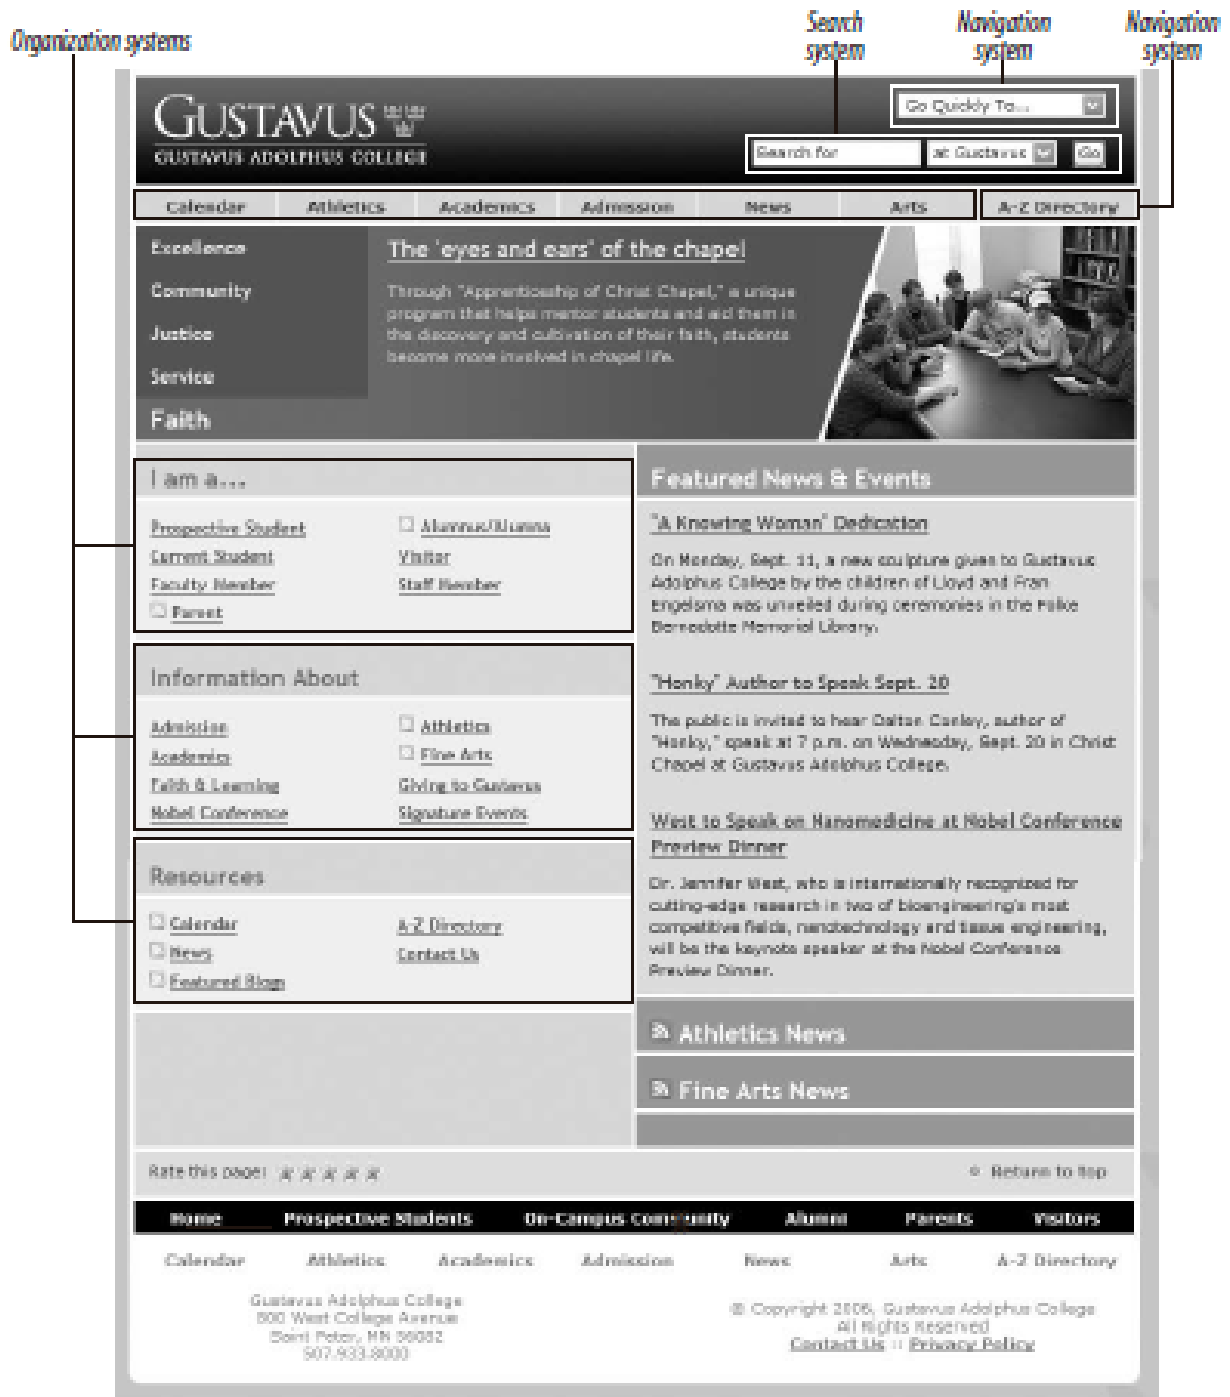 Organization systems
Search
system
Navigation
system
Navigation
system
GUSTAVUS
GUSTAVUS ADOLPHUS COLLEGE
Go Quickly To...
Search for
at Gustavus
Go
Calendar Athletics Academics Admission News Arts A-Z Directory
Excellence
Community
Justice
Service
Faith
The 'eyes and ears' of the chapel
Through "Apprenticeship of Christ Chapel," a unique
program that helps mentor students and aid them in
the discovery and cultivation of their faith, students
become more involved in chapel life.
I am a...
Prospective Student
Current Student
Faculty Member
Parent
Alumnus/Alumna
Visitor
Staff Member
Information About
Admission
Academics
Faith & Learning
Nobel Conference
Athletics
Fine Arts
Giving to Gustavus
Signature Events
Resources
Calendar
News
Featured Blogs
A-Z Directory
Contact Us
Featured News & Events
"A Knowing Woman" Dedication
On Monday, Sept. 11, a new sculpture given to Gustavus
Adolphus College by the children of Lloyd and Fran
Engelsma was unveiled during ceremonies in the Folke
Bernadotte Memorial Library.
"Honky" Author to Speak Sept. 20
The public is invited to hear Dalton Conley, author of
"Honky," speak at 7 p.m. on Wednesday, Sept. 20 in Christ
Chapel at Gustavus Adolphus College.
West to Speak on Nanomedicine at Nobel Conference
Preview Dinner
Dr. Jennifer West, who is internationally recognized for
cutting-edge research in two of bioengineering's most
competitive fields, nanotechnology and tissue engineering,
will be the keynote speaker at the Nobel Conference
Preview Dinner.
Athletics News
Fine Arts News
Rate this page:
Return to top
Home Prospective Students On-Campus Community Alumni Parents Visitors
Calendar Athletics Academics Admission News Arts A-Z Directory
Gustavus Adolphus College
800 West College Avenue
Saint Peter, MN 56082
507.933.8000
© Copyright 2006, Gustavus Adolphus College
All Rights Reserved
Contact Us :: Privacy Policy